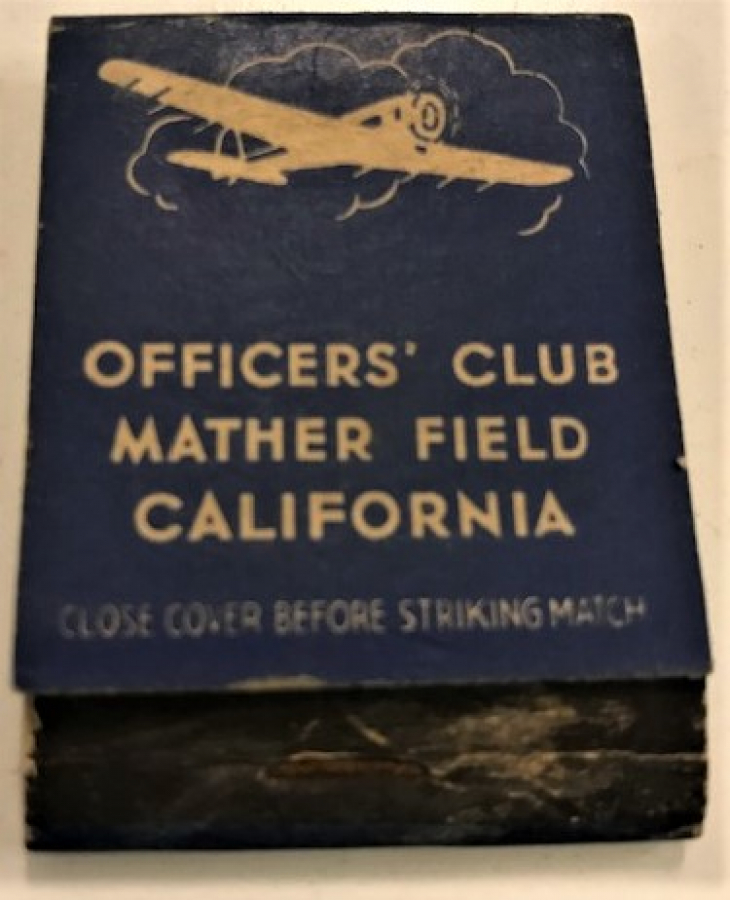 OFFICERS' CLUB
MATHER FIELD
CALIFORNIA
CLOSE COVER BEFORE STRIKING MATCH